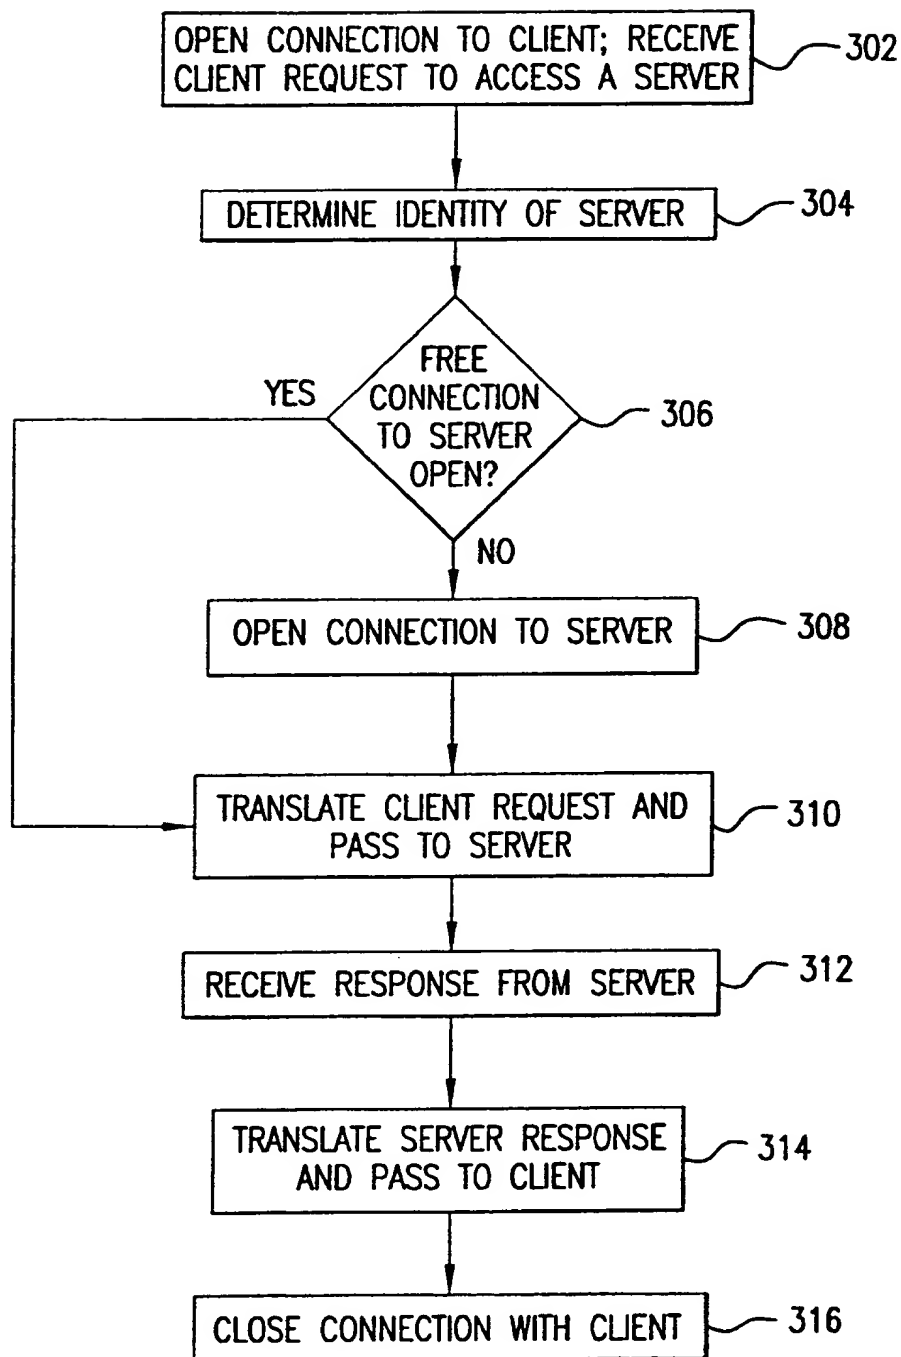 OPEN CONNECTION TO CLIENT; RECEIVE
CLIENT REQUEST TO ACCESS A SERVER
302
DETERMINE IDENTITY OF SERVER
304
FREE
CONNECTION
TO SERVER
OPEN?
306
YES
NO
OPEN CONNECTION TO SERVER
308
TRANSLATE CLIENT REQUEST AND
PASS TO SERVER
310
RECEIVE RESPONSE FROM SERVER
312
TRANSLATE SERVER RESPONSE
AND PASS TO CLIENT
314
CLOSE CONNECTION WITH CLIENT
316